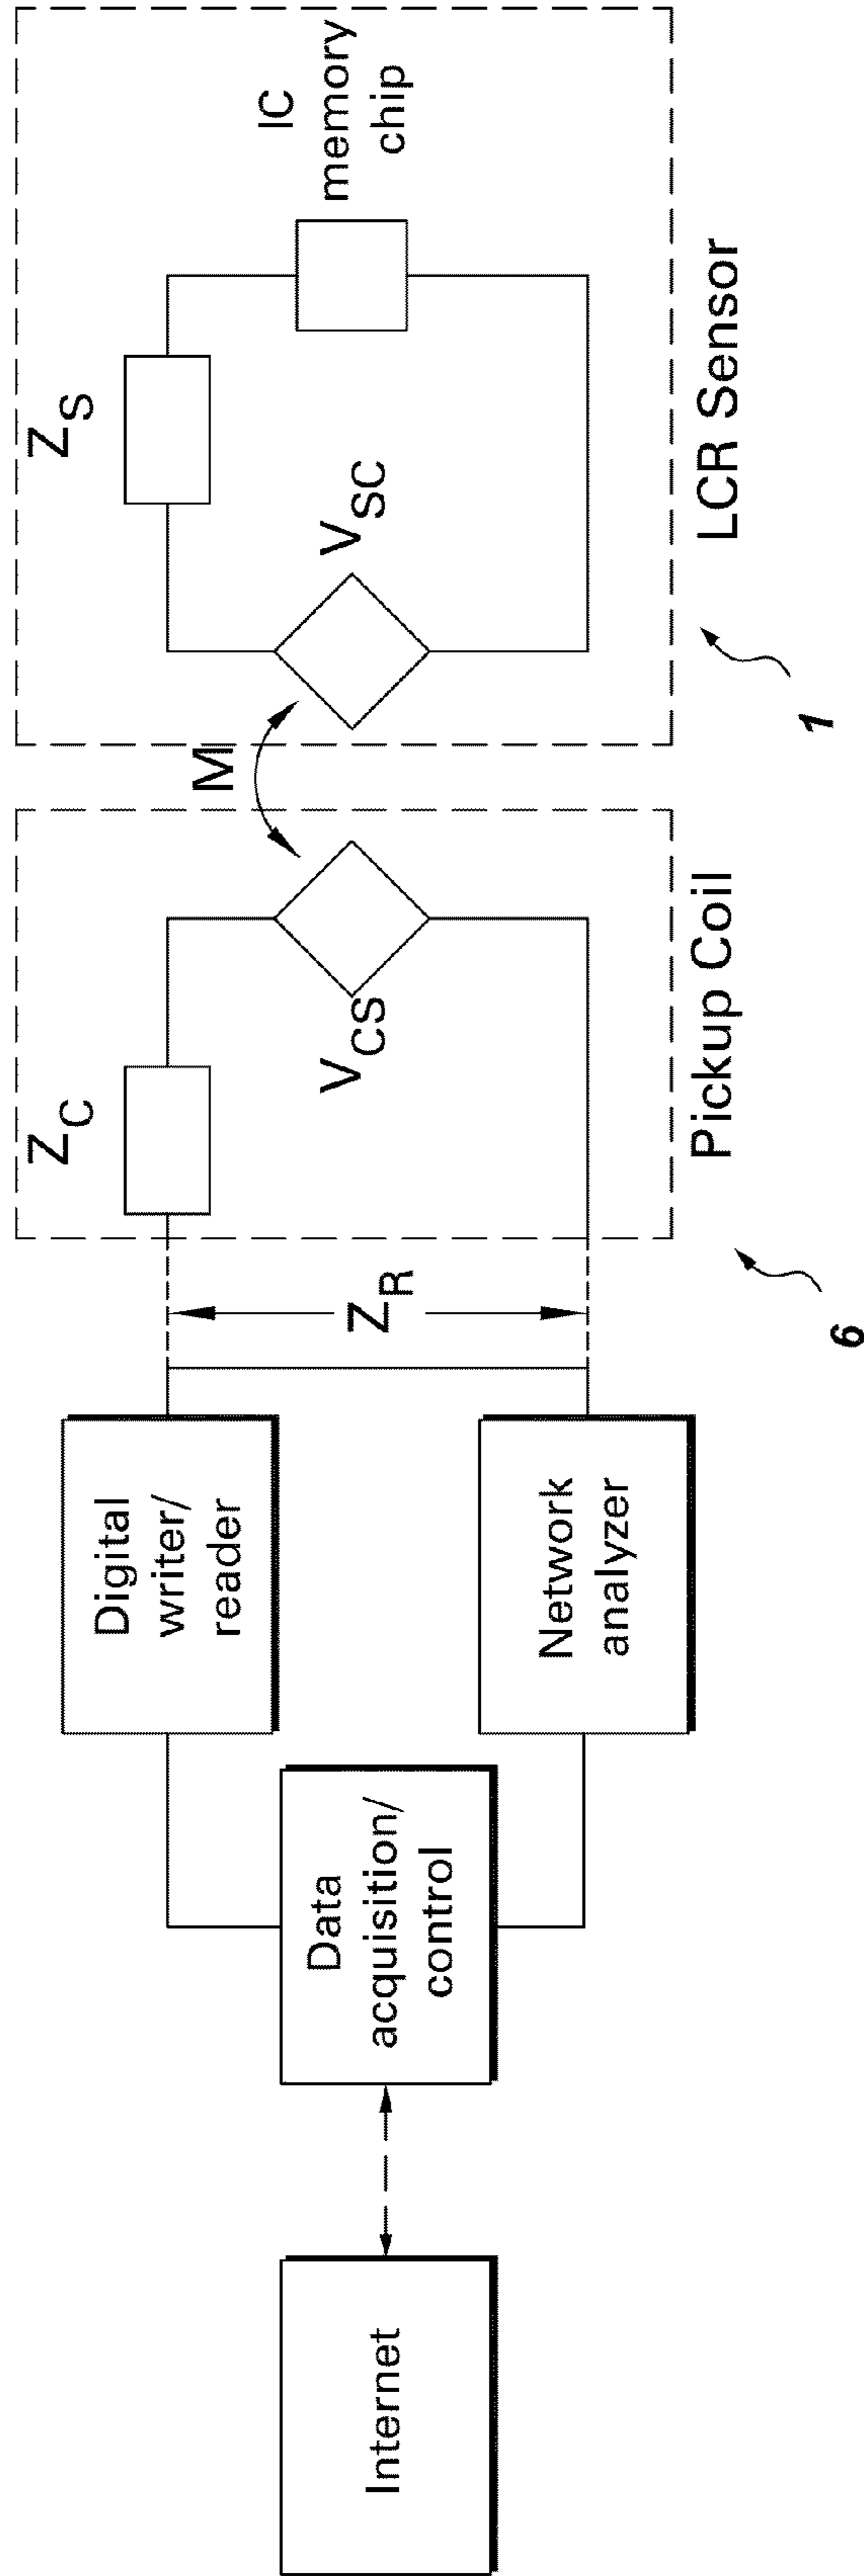 Internet
Data
acquisition/
control
Digital
writer/
reader
Network
analyzer
Z_R
Z_C
V_CS
Pickup Coil
6
M
Z_S
V_SC
IC
memory
chip
LCR Sensor
1